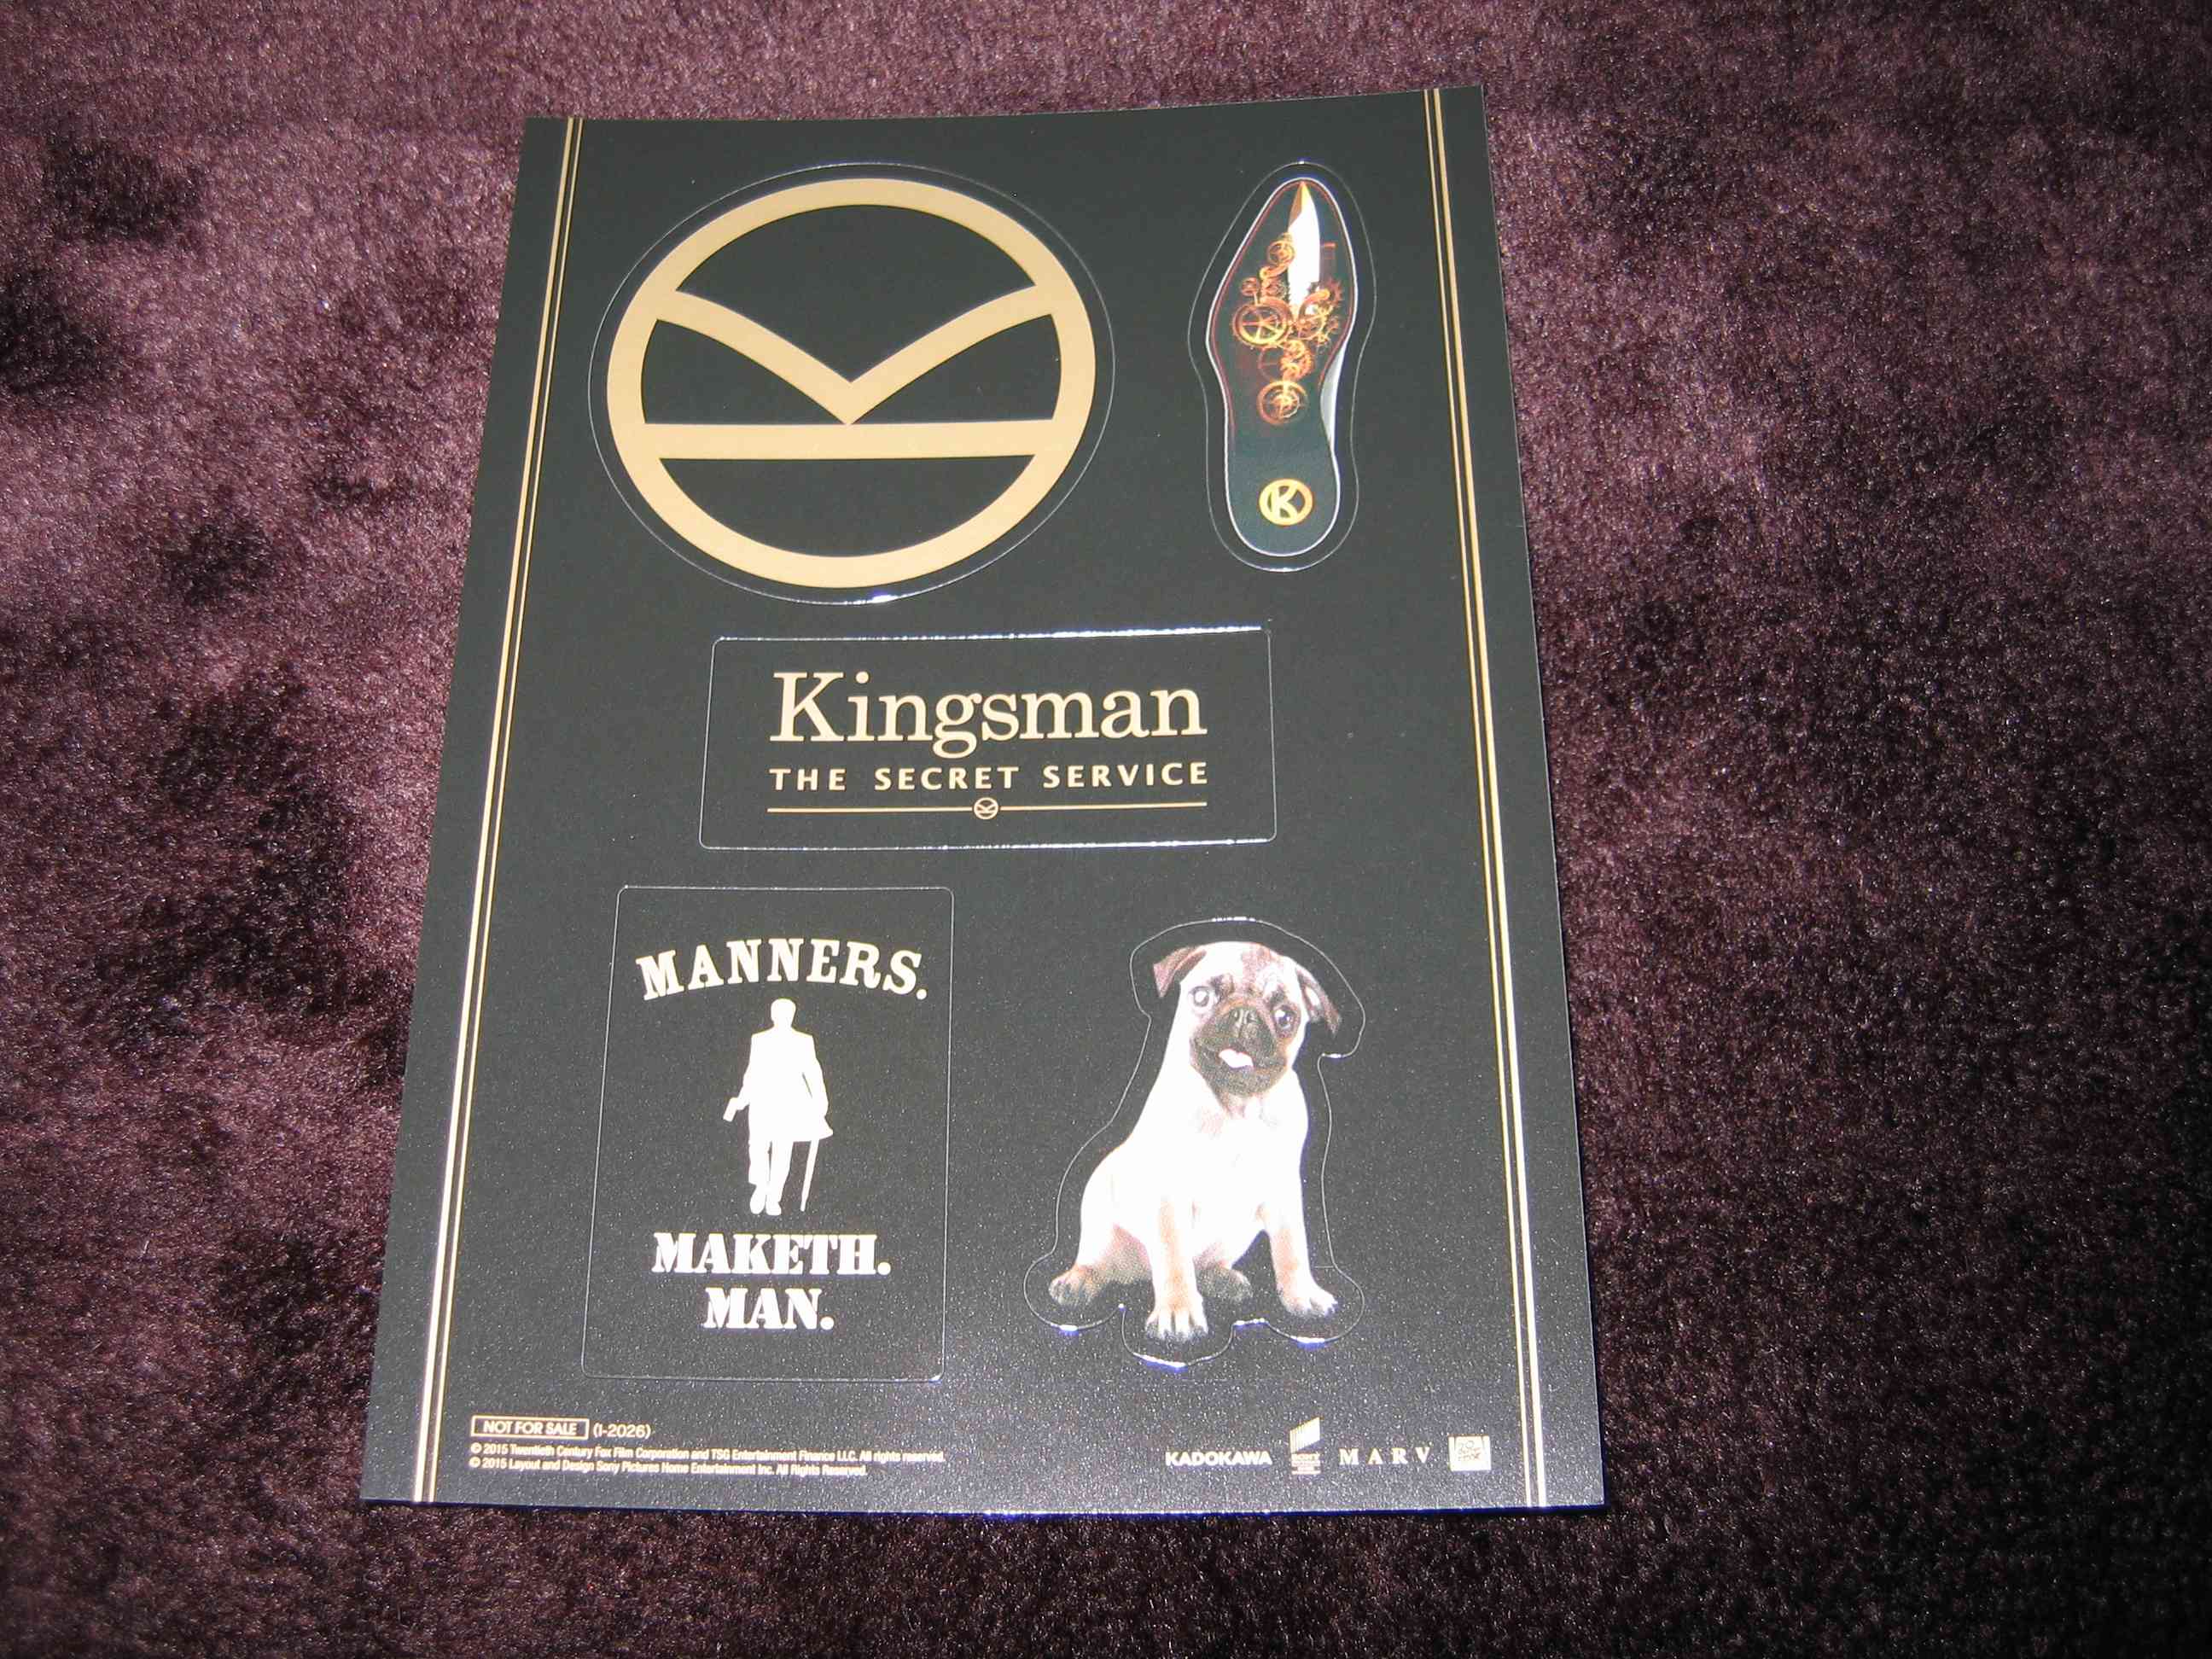 K
Kingsman
THE SECRET SERVICE
MANNERS.
MAKETH.
MAN.
NOT FOR SALE (I-2026)
© 2015 Twentieth Century Fox Film Corporation and TSG Entertainment Finance LLC. All rights reserved.
© 2015 Layout and Design Sony Pictures Home Entertainment Inc. All Rights Reserved.
KADOKAWA SONY MARV